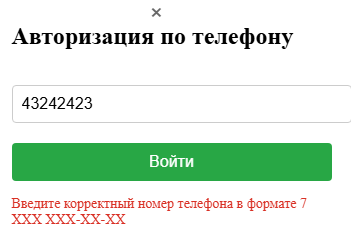 Авторизация по телефону
43242423
Войти
Введите корректный номер телефона в формате 7
XXX XXX-XX-XX